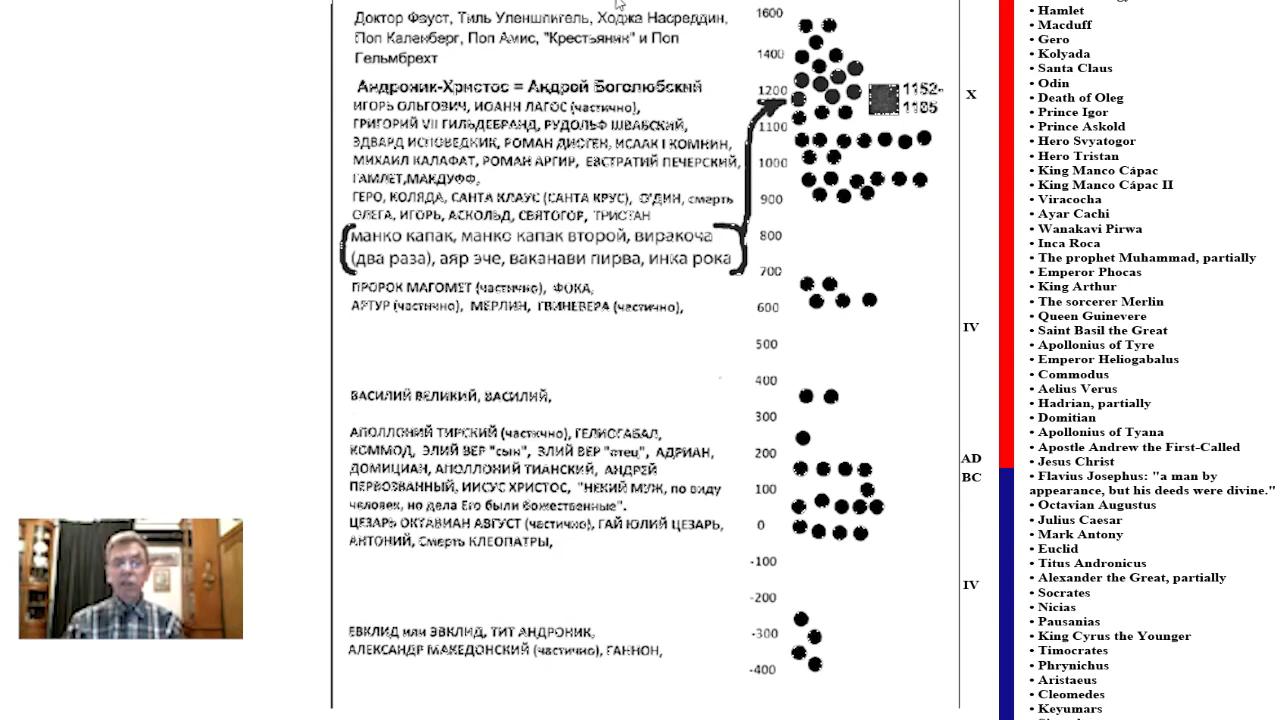 Доктор Фауст, Тиль Уленшпигель, Ходжа Насреддин,
Поп Каленберг, Поп Амис, "Крестьяник" и Поп
Гельмбрехт
Андроник-Христос = Андрей Боголюбский
ИГОРЬ ОЛЬГОВИЧ, ИОАНН ЛАГОС (частично),
ГРИГОРИЙ VII ГИЛЬДЕБРАНД, РУДОЛЬФ ШВАБСКИЙ,
ЭДВАРД ИСПОВЕДНИК, РОМАН ДИОГЕН, ИСААК I КОМНИН,
МИХАИЛ КАЛАФАТ, РОМАН АРГИР, ЕВСТРАТИЙ ПЕЧЕРСКИЙ,
ГАМЛЕТ,МАКДУФФ,
ГЕРО, КОЛЯДА, САНТА КЛАУС (САНТА КРУС), ОДИН, смерть
ОЛЕГА, ИГОРЬ, АСКОЛЬД, СВЯТОГОР, ТРИСТАН
манко капак, манко капак второй, виракоча
(два раза), аяр эче, ваканави пирва, инка рока
ПРОРОК МАГОМЕТ (частично), ФОКА,
АРТУР (частично), МЕРЛИН, ГВИНЕВЕРА (частично),
ВАСИЛИЙ ВЕЛИКИЙ, ВАСИЛИЙ,
АПОЛЛОНИЙ ТИРСКИЙ (частично), ГЕЛИОГАБАЛ,
КОММОД, ЭЛИЙ ВЕР "сын", ЭЛИЙ ВЕР "отец", АДРИАН,
ДОМИЦИАН, АПОЛЛОНИЙ ТИАНСКИЙ, АНДРЕЙ
ПЕРВОЗВАННЫЙ, ИИСУС ХРИСТОС, "НЕКИЙ МУЖ, по виду
человек, но дела Его были божественные".
ЦЕЗАРЬ ОКТАВИАН АВГУСТ (частично), ГАЙ ЮЛИЙ ЦЕЗАРЬ,
АНТОНИЙ, Смерть КЛЕОПАТРЫ,
ЕВКЛИД или ЭВКЛИД, ТИТ АНДРОНИК,
АЛЕКСАНДР МАКЕДОНСКИЙ (частично), ГАННОН,
1600
1400
1200
1100
1000
900
800
700
600
500
400
300
200
100
0
-100
-200
-300
-400
1152-
1185
X
IV
AD
BC
IV
• Hamlet
• Macduff
• Gero
• Kolyada
• Santa Claus
• Odin
• Death of Oleg
• Prince Igor
• Prince Askold
• Hero Svyatogor
• Hero Tristan
• King Manco Cápac
• King Manco Cápac II
• Viracocha
• Ayar Cachi
• Wanakavi Pirwa
• Inca Roca
• The prophet Muhammad, partially
• Emperor Phocas
• King Arthur
• The sorcerer Merlin
• Queen Guinevere
• Saint Basil the Great
• Apollonius of Tyre
• Emperor Heliogabalus
• Commodus
• Aelius Verus
• Hadrian, partially
• Domitian
• Apollonius of Tyana
• Apostle Andrew the First-Called
• Jesus Christ
• Flavius Josephus: "a man by
appearance, but his deeds were divine."
• Octavian Augustus
• Julius Caesar
• Mark Antony
• Euclid
• Titus Andronicus
• Alexander the Great, partially
• Socrates
• Nicias
• Pausanias
• King Cyrus the Younger
• Timocrates
• Phrynichus
• Aristaeus
• Cleomedes
• Keyumars